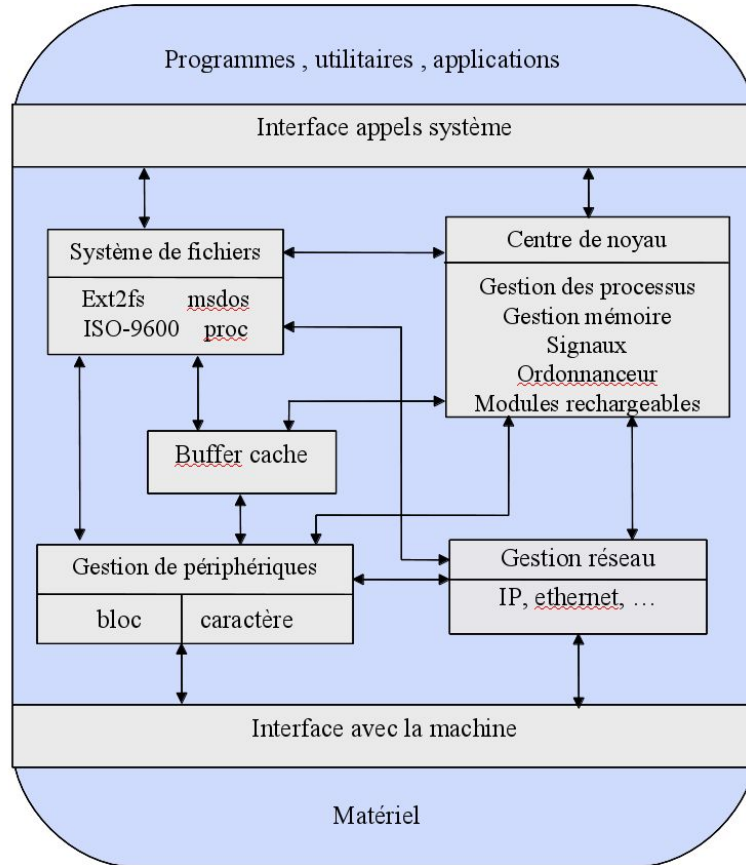 Programmes , utilitaires , applications
Interface appels système
Système de fichiers
Ext2fs msdos
ISO-9600 proc
Centre de noyau
Gestion des processus
Gestion mémoire
Signaux
Ordonnanceur
Modules rechargeables
Buffer cache
Gestion de périphériques
bloc caractère
Gestion réseau
IP, ethernet, …
Interface avec la machine
Matériel